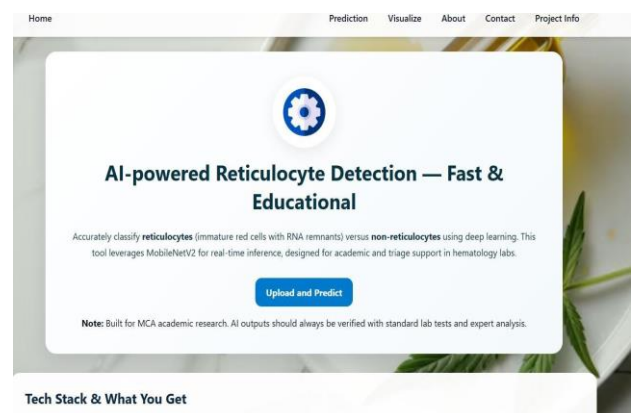 Home Prediction Visualize About Contact Project Info
AI-powered Reticulocyte Detection — Fast &
Educational
Accurately classify reticulocytes (immature red cells with RNA remnants) versus non-reticulocytes using deep learning. This
tool leverages MobileNetV2 for real-time inference, designed for academic and triage support in hematology labs.
Upload and Predict
Note: Built for MCA academic research. AI outputs should always be verified with standard lab tests and expert analysis.
Tech Stack & What You Get